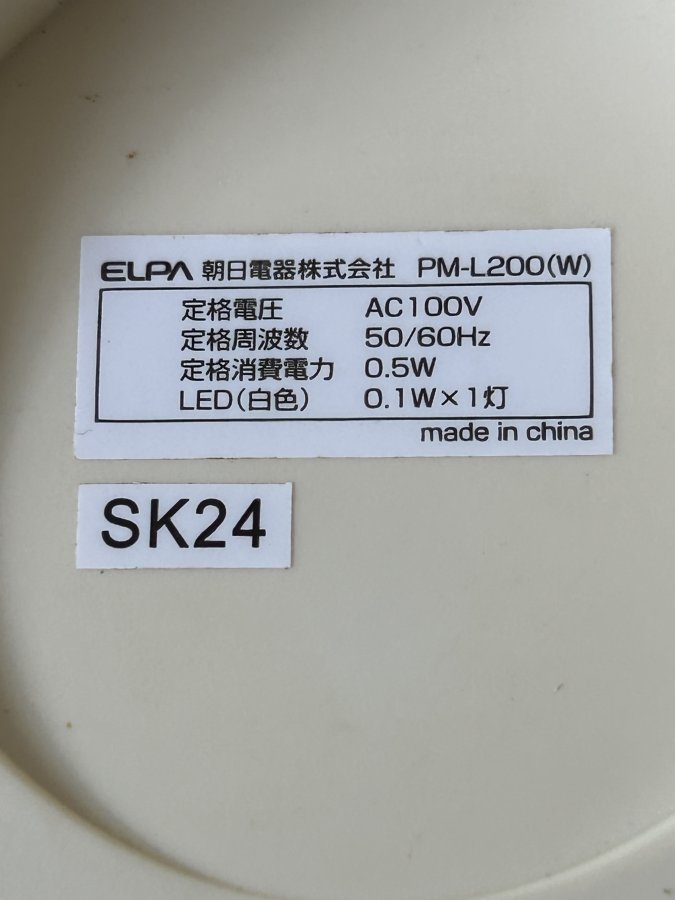 ELPA 朝日電器株式会社 PM-L200(W)
定格電圧 AC100V
定格周波数 50/60Hz
定格消費電力 0.5W
LED(白色) 0.1W×1灯
made in china
SK24